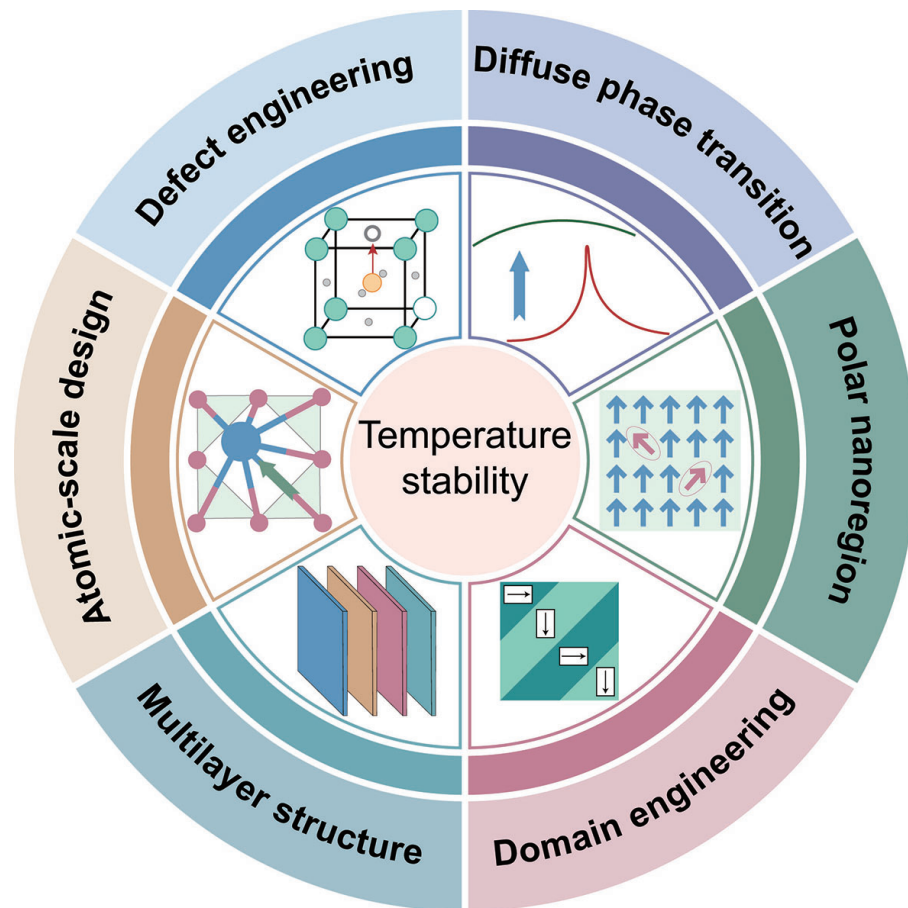 Defect engineering
Diffuse phase transition
Polar nanoregion
Domain engineering
Multilayer structure
Atomic-scale design
Temperature
stability